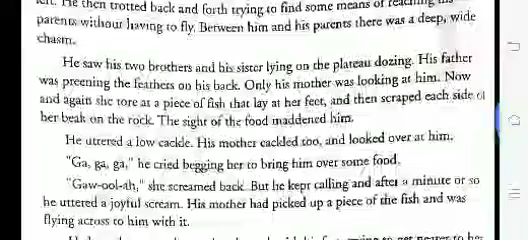 He then trotted back and forth trying to find some means of reaching
parents without having to fly. Between him and his parents there was a deep, wide
chasm.
He saw his two brothers and his sister lying on the plateau dozing. His father
was preening the feathers on his back. Only his mother was looking at him. Now
and again she tore at a piece of fish that lay at her feet, and then scraped each side of
her beak on the rock. The sight of the food maddened him.
He uttered a low cackle. His mother cackled too, and looked over at him.
"Ga, ga, ga," he cried begging her to bring him over some food.
"Gaw-ool-ah," she screamed back. But he kept calling and after a minute or so
he uttered a joyful scream. His mother had picked up a piece of the fish and was
flying across to him with it.